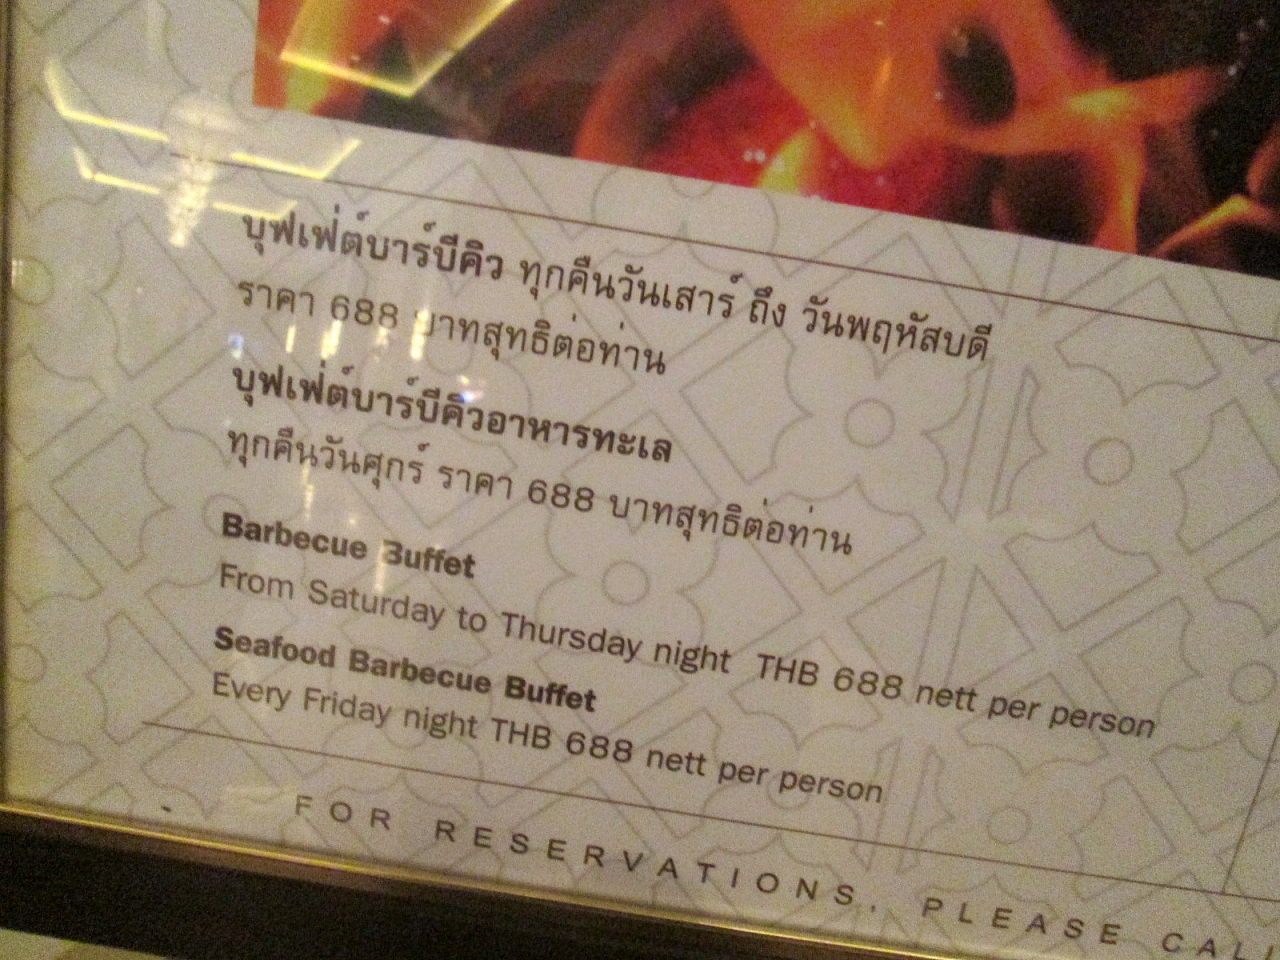 บุฟเฟ่ต์บาร์บีคิว ทุกคืนวันเสาร์ ถึง วันพฤหัสบดี
ราคา 688 บาทสุทธิต่อท่าน
บุฟเฟ่ต์บาร์บีคิวอาหารทะเล
ทุกคืนวันศุกร์ ราคา 688 บาทสุทธิต่อท่าน
Barbecue Buffet
From Saturday to Thursday night THB 688 nett per person
Seafood Barbecue Buffet
Every Friday night THB 688 nett per person
FOR RESERVATIONS, PLEASE CALL